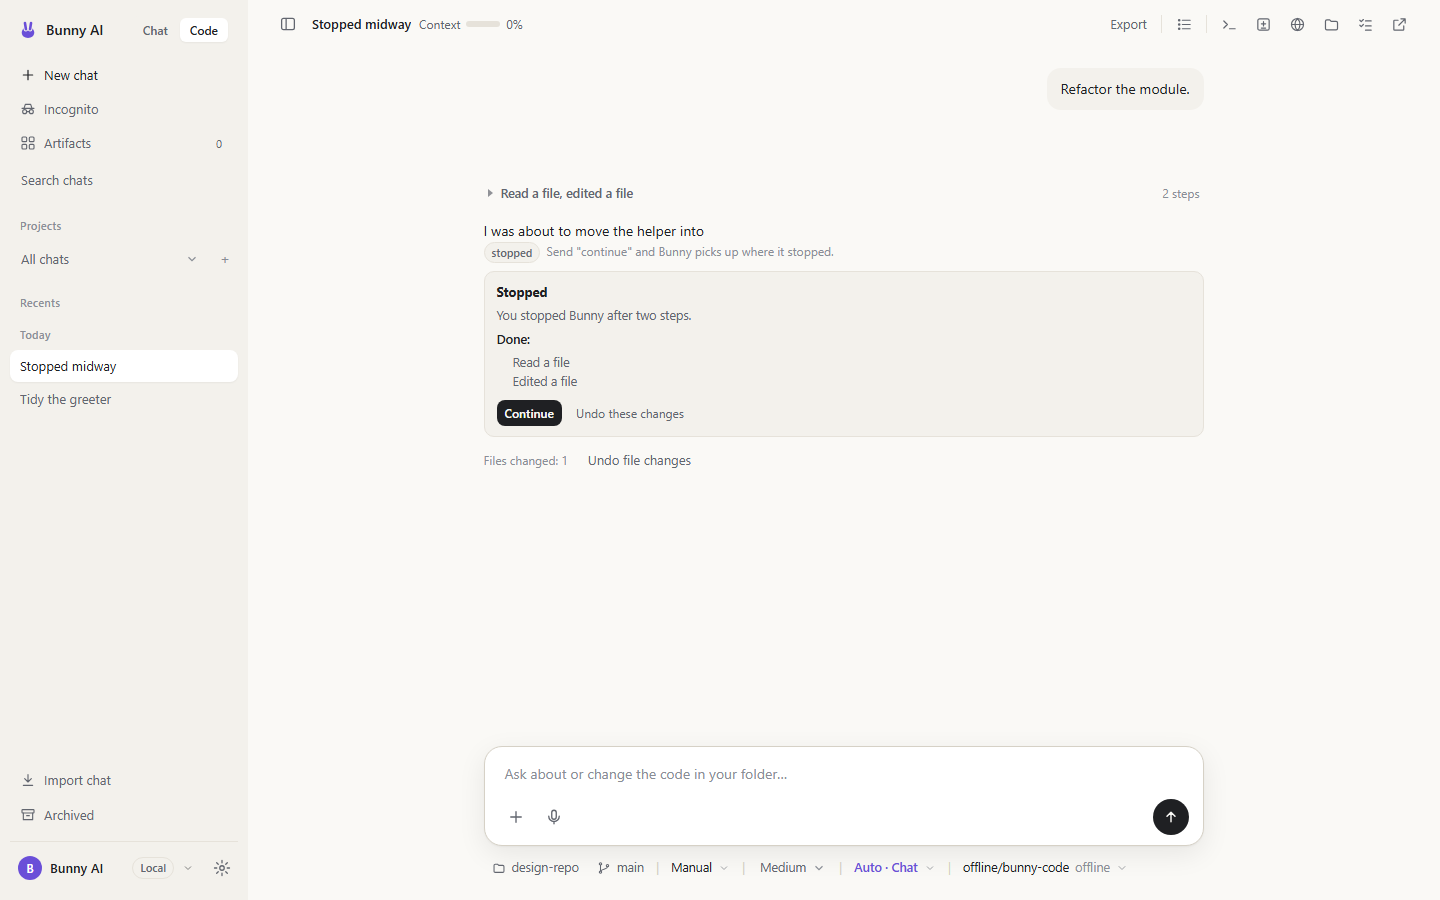 Bunny AI
Chat
Code
New chat
Incognito
Artifacts
0
Search chats
Projects
All chats
+
Recents
Today
Stopped midway
Tidy the greeter
Import chat
Archived
B
Bunny AI
Local
Stopped midway
Context
0%
Export
Refactor the module.
Read a file, edited a file
2 steps
I was about to move the helper into
stopped
Send "continue" and Bunny picks up where it stopped.
Stopped
You stopped Bunny after two steps.
Done:
Read a file
Edited a file
Continue
Undo these changes
Files changed: 1
Undo file changes
Ask about or change the code in your folder...
design-repo
main
Manual
Medium
Auto · Chat
offline/bunny-code offline